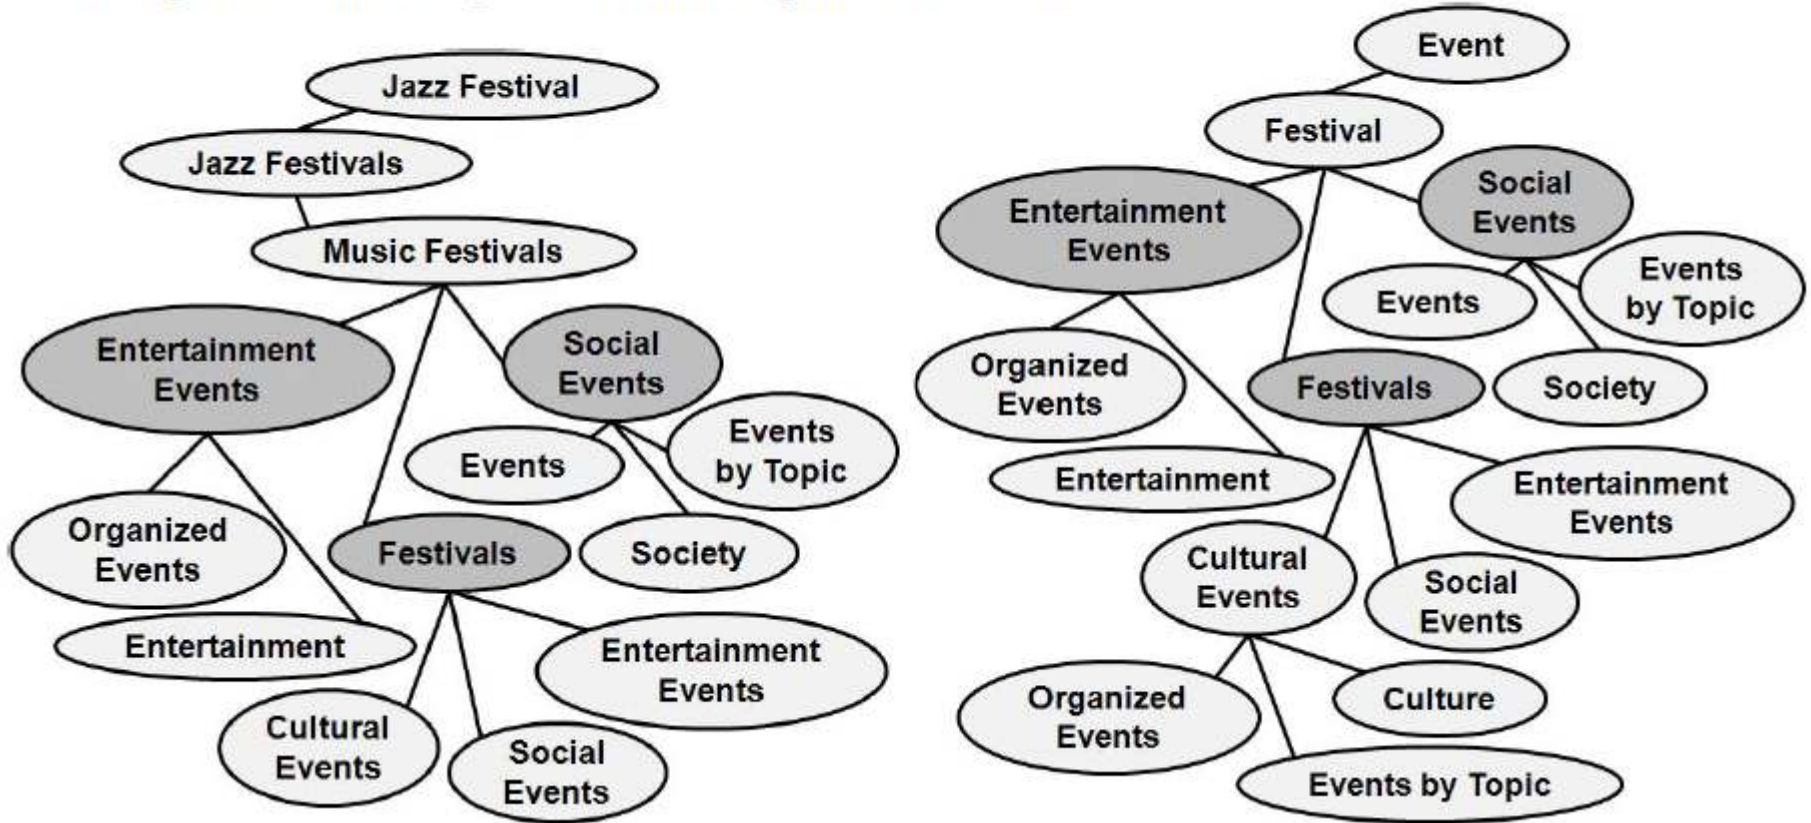 Jazz Festival
Jazz Festivals
Music Festivals
Entertainment
Events
Social
Events
Events
Events
by Topic
Organized
Events
Festivals
Society
Entertainment
Entertainment
Events
Cultural
Events
Social
Events
Event
Festival
Entertainment
Events
Social
Events
Events
Events
by Topic
Organized
Events
Festivals
Society
Entertainment
Entertainment
Events
Cultural
Events
Social
Events
Organized
Events
Culture
Events by Topic